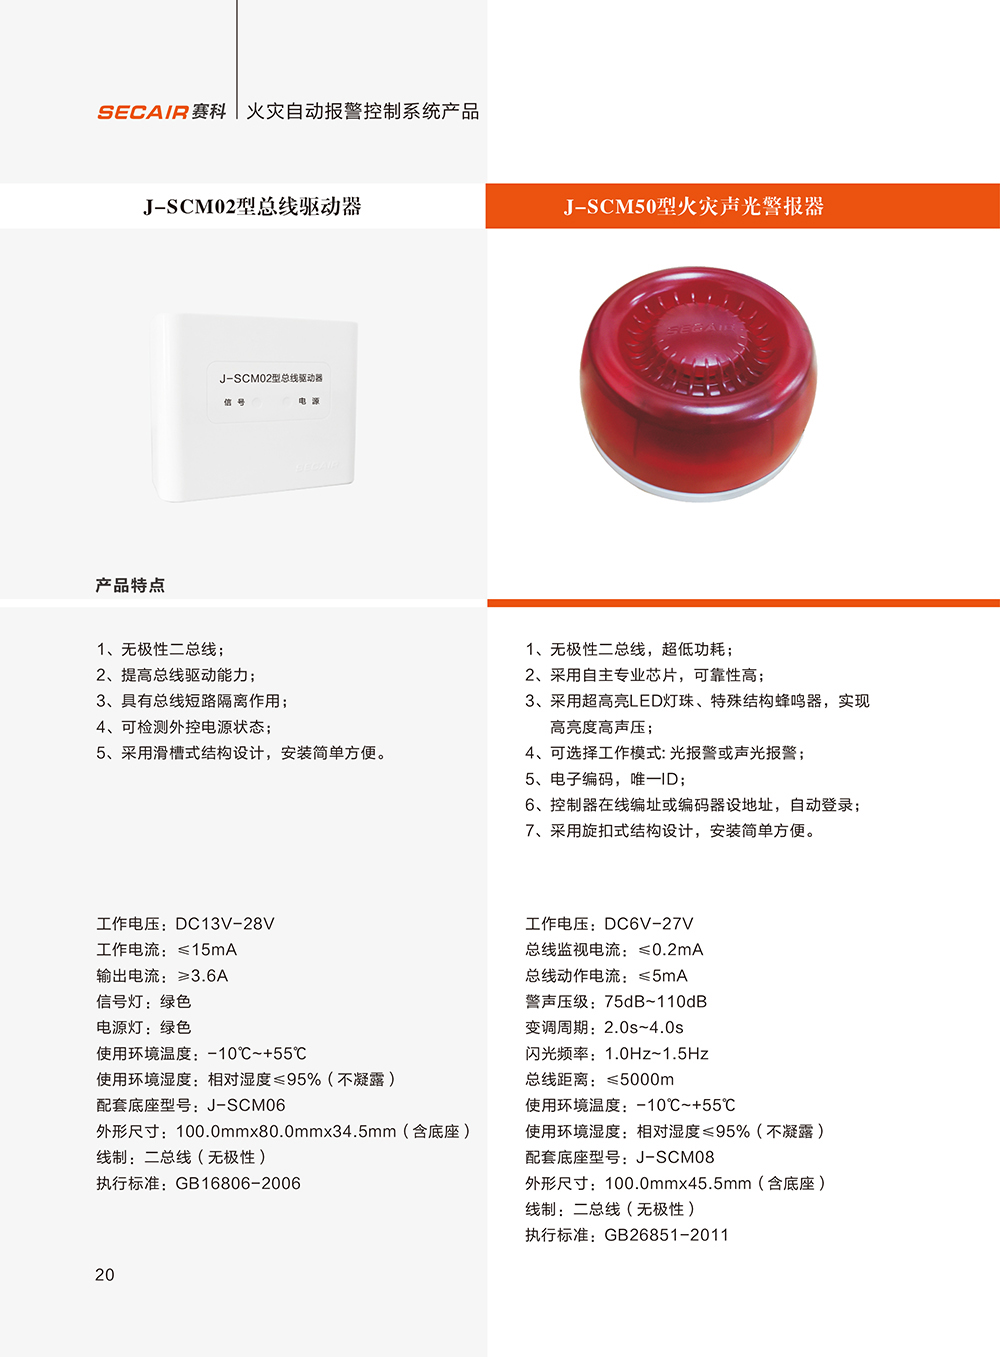 SECAIR 赛科 火灾自动报警控制系统产品
J-SCM02型总线驱动器
J-SCM50型火灾声光警报器
J-SCM02型总线驱动器
信 号 电 源
SECAIR
SECAIR
产品特点
1、无极性二总线；
2、提高总线驱动能力；
3、具有总线短路隔离作用；
4、可检测外控电源状态；
5、采用滑槽式结构设计，安装简单方便。
工作电压：DC13V-28V
工作电流：≤15mA
输出电流：≥3.6A
信号灯：绿色
电源灯：绿色
使用环境温度：-10℃~+55℃
使用环境湿度：相对湿度≤95%（不凝露）
配套底座型号：J-SCM06
外形尺寸：100.0mmx80.0mmx34.5mm（含底座）
线制：二总线（无极性）
执行标准：GB16806-2006
1、无极性二总线，超低功耗；
2、采用自主专业芯片，可靠性高；
3、采用超高亮LED灯珠、特殊结构蜂鸣器，实现
高亮度高声压；
4、可选择工作模式：光报警或声光报警；
5、电子编码，唯一ID；
6、控制器在线编址或编码器设地址，自动登录；
7、采用旋扣式结构设计，安装简单方便。
工作电压：DC6V-27V
总线监视电流：≤0.2mA
总线动作电流：≤5mA
警声压级：75dB~110dB
变调周期：2.0s~4.0s
闪光频率：1.0Hz~1.5Hz
总线距离：≤5000m
使用环境温度：-10℃~+55℃
使用环境湿度：相对湿度≤95%（不凝露）
配套底座型号：J-SCM08
外形尺寸：100.0mmx45.5mm（含底座）
线制：二总线（无极性）
执行标准：GB26851-2011
20